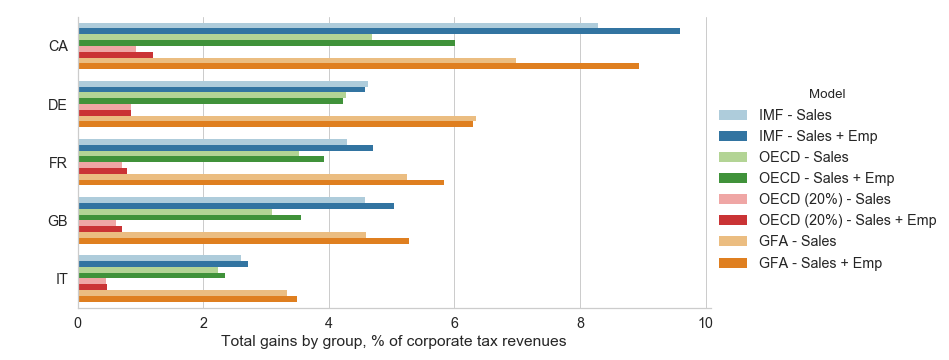 CA
DE
FR
GB
IT
0 2 4 6 8 10
Total gains by group, % of corporate tax revenues
Model
IMF - Sales
IMF - Sales + Emp
OECD - Sales
OECD - Sales + Emp
OECD (20%) - Sales
OECD (20%) - Sales + Emp
GFA - Sales
GFA - Sales + Emp